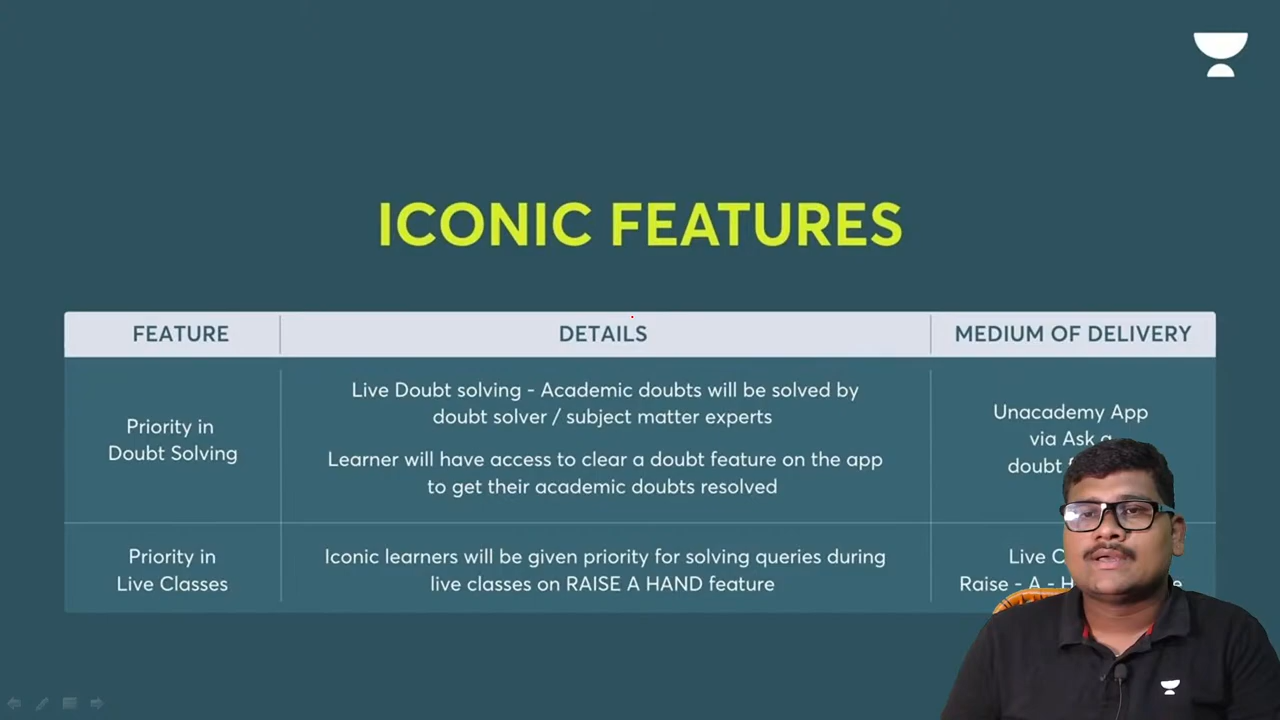 ICONIC FEATURES
FEATURE
DETAILS
MEDIUM OF DELIVERY
Priority in
Doubt Solving
Live Doubt solving - Academic doubts will be solved by
doubt solver / subject matter experts
Learner will have access to clear a doubt feature on the app
to get their academic doubts resolved
Unacademy App
via Ask a
doubt
Priority in
Live Classes
Iconic learners will be given priority for solving queries during
live classes on RAISE A HAND feature
Live
Raise - A -